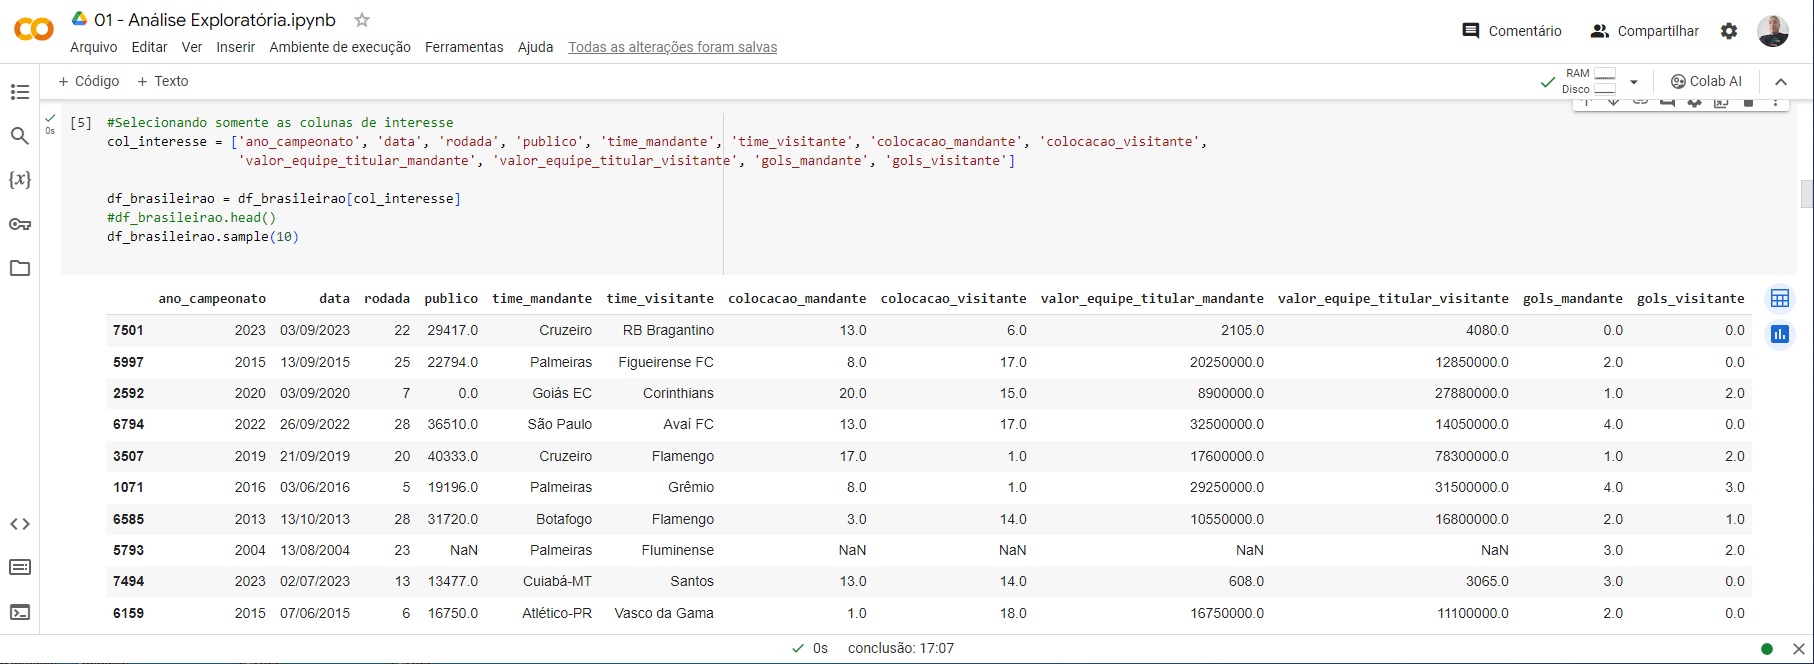 CO 01 - Análise Exploratória.ipynb
Comentário Compartilhar
Arquivo Editar Ver Inserir Ambiente de execução Ferramentas Ajuda Todas as alterações foram salvas
+ Código + Texto
RAM
Disco
Colab AI
[5] #Selecionando somente as colunas de interesse
0s
col_interesse = ['ano_campeonato', 'data', 'rodada', 'publico', 'time_mandante', 'time_visitante', 'colocacao_mandante', 'colocacao_visitante',
'valor_equipe_titular_mandante', 'valor_equipe_titular_visitante', 'gols_mandante', 'gols_visitante']
{x}
df_brasileirao = df_brasileirao[col_interesse]
#df_brasileirao.head()
df_brasileirao.sample(10)
ano_campeonato data rodada publico time_mandante time_visitante colocacao_mandante colocacao_visitante valor_equipe_titular_mandante valor_equipe_titular_visitante gols_mandante gols_visitante
7501 2023 03/09/2023 22 29417.0 Cruzeiro RB Bragantino 13.0 6.0 2105.0 4080.0 0.0 0.0
5997 2015 13/09/2015 25 22794.0 Palmeiras Figueirense FC 8.0 17.0 20250000.0 12850000.0 2.0 0.0
2592 2020 03/09/2020 7 0.0 Goiás EC Corinthians 20.0 15.0 8900000.0 27880000.0 1.0 2.0
6794 2022 26/09/2022 28 36510.0 São Paulo Avaí FC 13.0 17.0 32500000.0 14050000.0 4.0 0.0
3507 2019 21/09/2019 20 40333.0 Cruzeiro Flamengo 17.0 1.0 17600000.0 78300000.0 1.0 2.0
1071 2016 03/06/2016 5 19196.0 Palmeiras Grêmio 8.0 1.0 29250000.0 31500000.0 4.0 3.0
6585 2013 13/10/2013 28 31720.0 Botafogo Flamengo 3.0 14.0 10550000.0 16800000.0 2.0 1.0
5793 2004 13/08/2004 23 NaN Palmeiras Fluminense NaN NaN NaN NaN 3.0 2.0
7494 2023 02/07/2023 13 13477.0 Cuiabá-MT Santos 13.0 14.0 608.0 3065.0 3.0 0.0
6159 2015 07/06/2015 6 16750.0 Atlético-PR Vasco da Gama 1.0 18.0 16750000.0 11100000.0 2.0 0.0
0s conclusão: 17:07